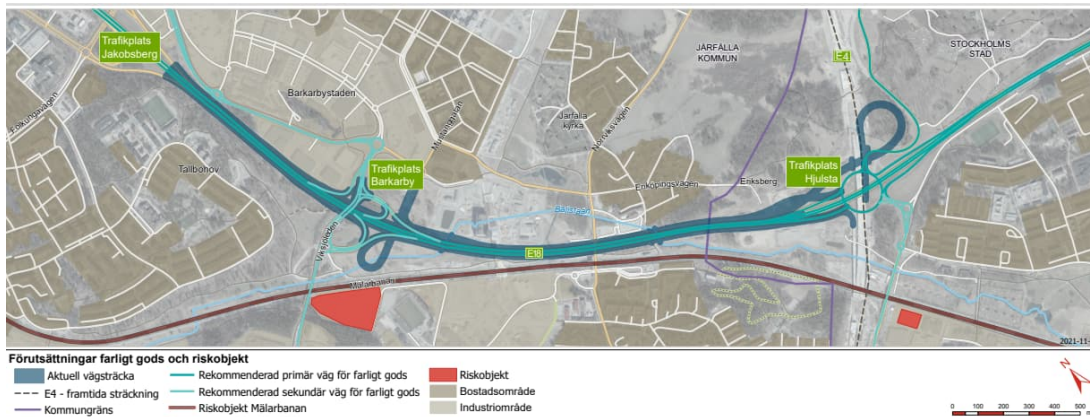 Trafikplats
Jakobsberg
JÄRFÄLLA
KOMMUN
STOCKHOLMS
STAD
E4
Folkungavägen
Barkarbystaden
Järfälla
kyrka
Norrviksvägen
Tallbohov
Trafikplats
Barkarby
Trafikplats
Hjulsta
Enköpingsvägen
Eriksberg
Viksjöleden
E18
Mälarbanan
2021-11-
Förutsättningar farligt gods och riskobjekt
Aktuell vägsträcka
Rekommenderad primär väg för farligt gods
Riskobjekt
E4 - framtida sträckning
Rekommenderad sekundär väg för farligt gods
Bostadsområde
Kommungräns
Riskobjekt Mälarbanan
Industriområde
N
0 100 200 300 400 500